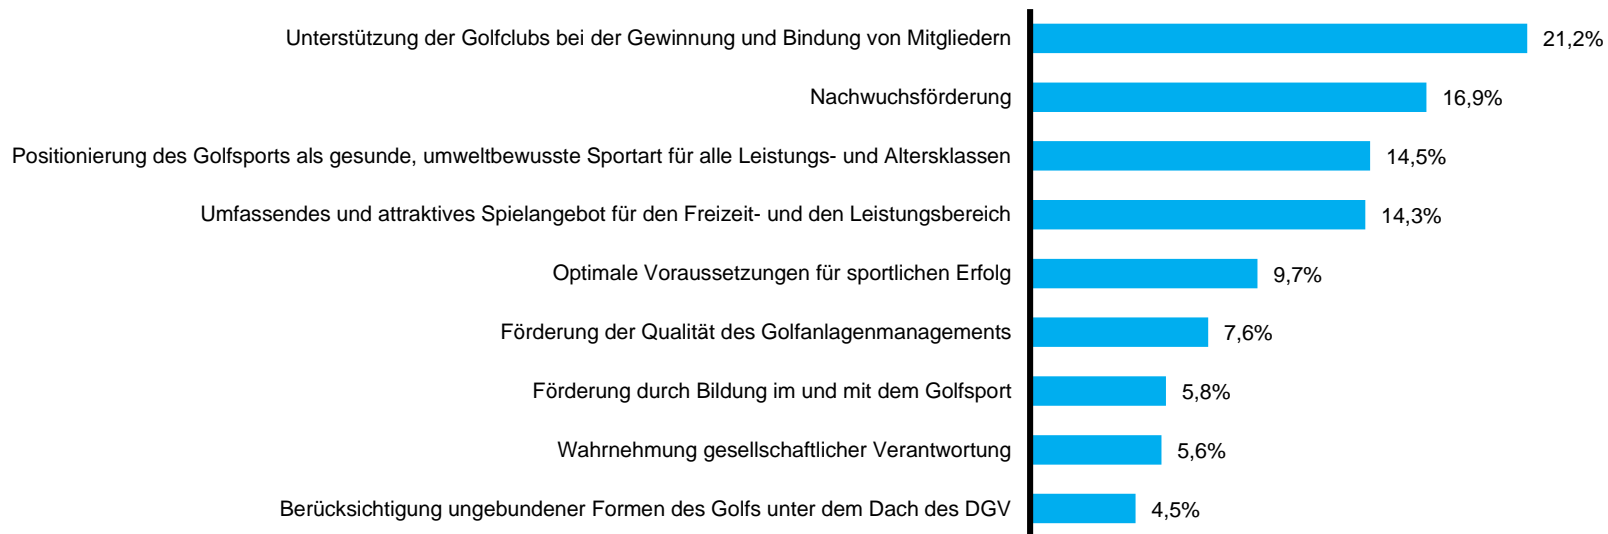 Unterstützung der Golfclubs bei der Gewinnung und Bindung von Mitgliedern 21,2%
Nachwuchsförderung 16,9%
Positionierung des Golfsports als gesunde, umweltbewusste Sportart für alle Leistungs- und Altersklassen 14,5%
Umfassendes und attraktives Spielangebot für den Freizeit- und den Leistungsbereich 14,3%
Optimale Voraussetzungen für sportlichen Erfolg 9,7%
Förderung der Qualität des Golfanlagenmanagements 7,6%
Förderung durch Bildung im und mit dem Golfsport 5,8%
Wahrnehmung gesellschaftlicher Verantwortung 5,6%
Berücksichtigung ungebundener Formen des Golfs unter dem Dach des DGV 4,5%